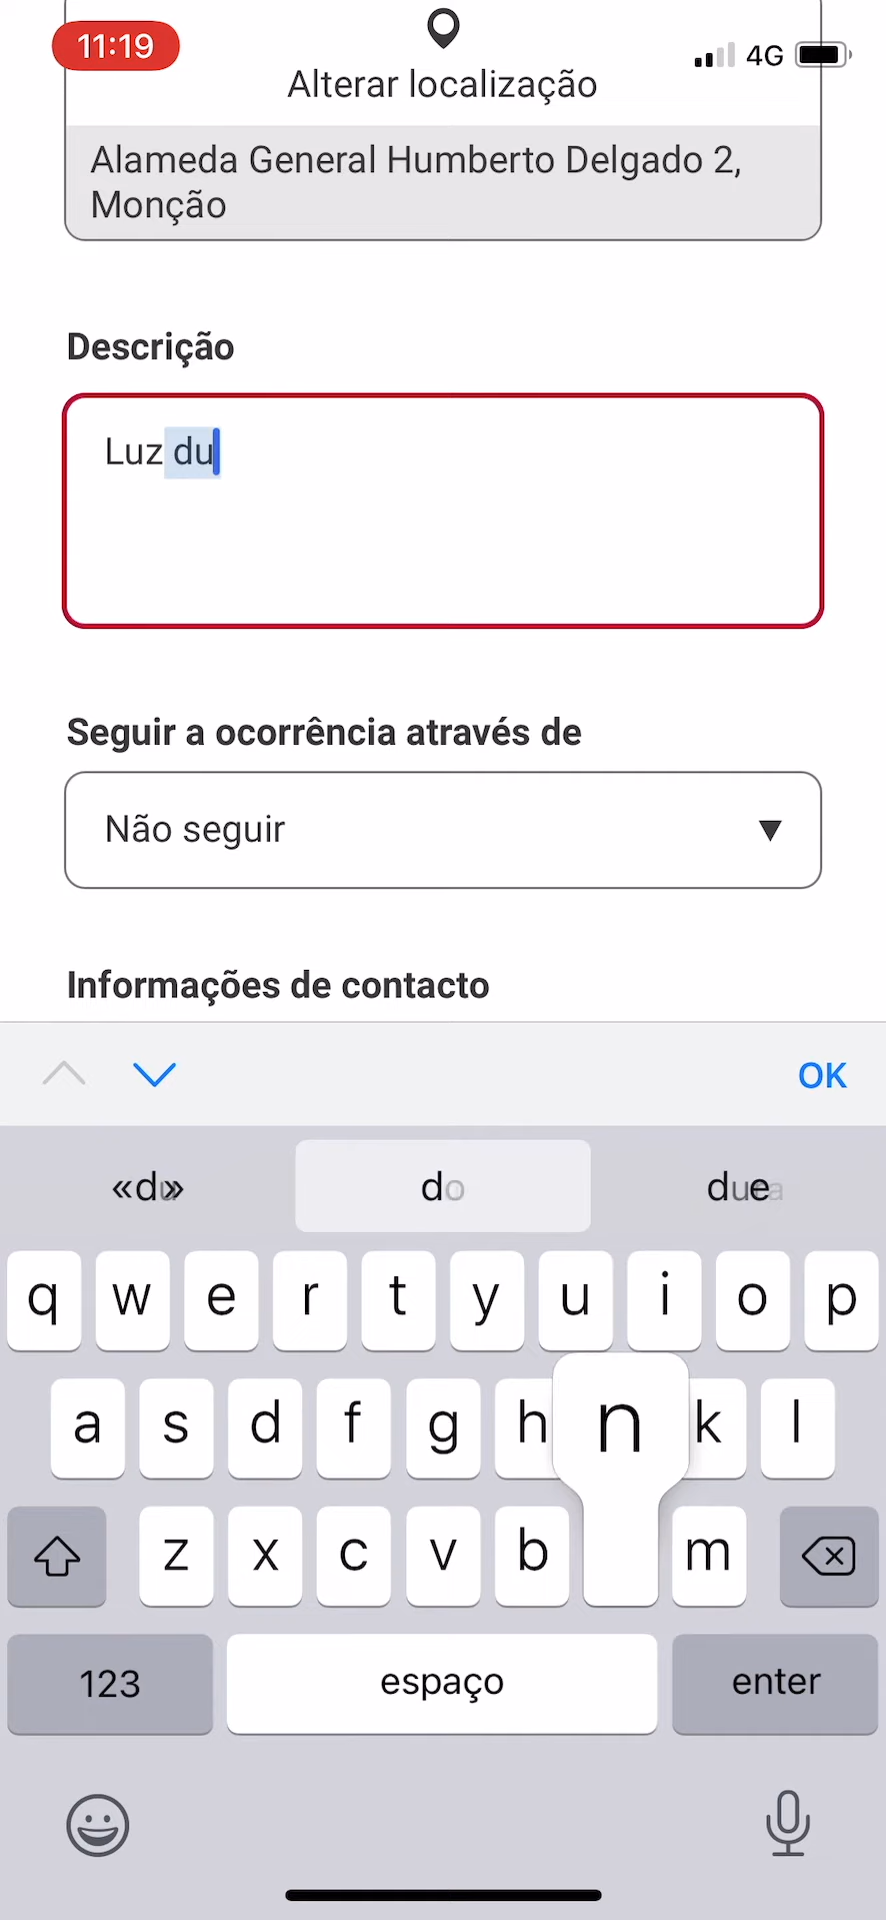 11:19
4G
Alterar localização
Alameda General Humberto Delgado 2,
Monção
Descrição
Luz du
Seguir a ocorrência através de
Não seguir
Informações de contacto
OK
«du» do due
q w e r t y u i o p
a s d f g h n k l
z x c v b m
123 espaço enter